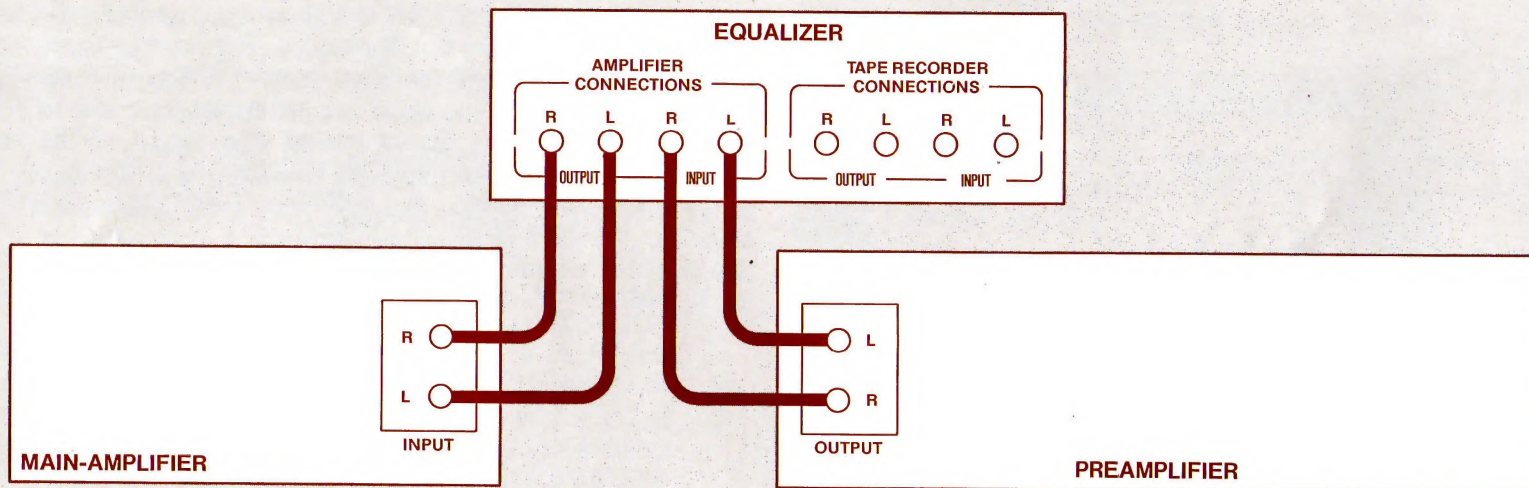 EQUALIZER
AMPLIFIER
CONNECTIONS
TAPE RECORDER
CONNECTIONS
R L R L
R L R L
OUTPUT INPUT
OUTPUT INPUT
R
L
INPUT
MAIN-AMPLIFIER
L
R
OUTPUT
PREAMPLIFIER